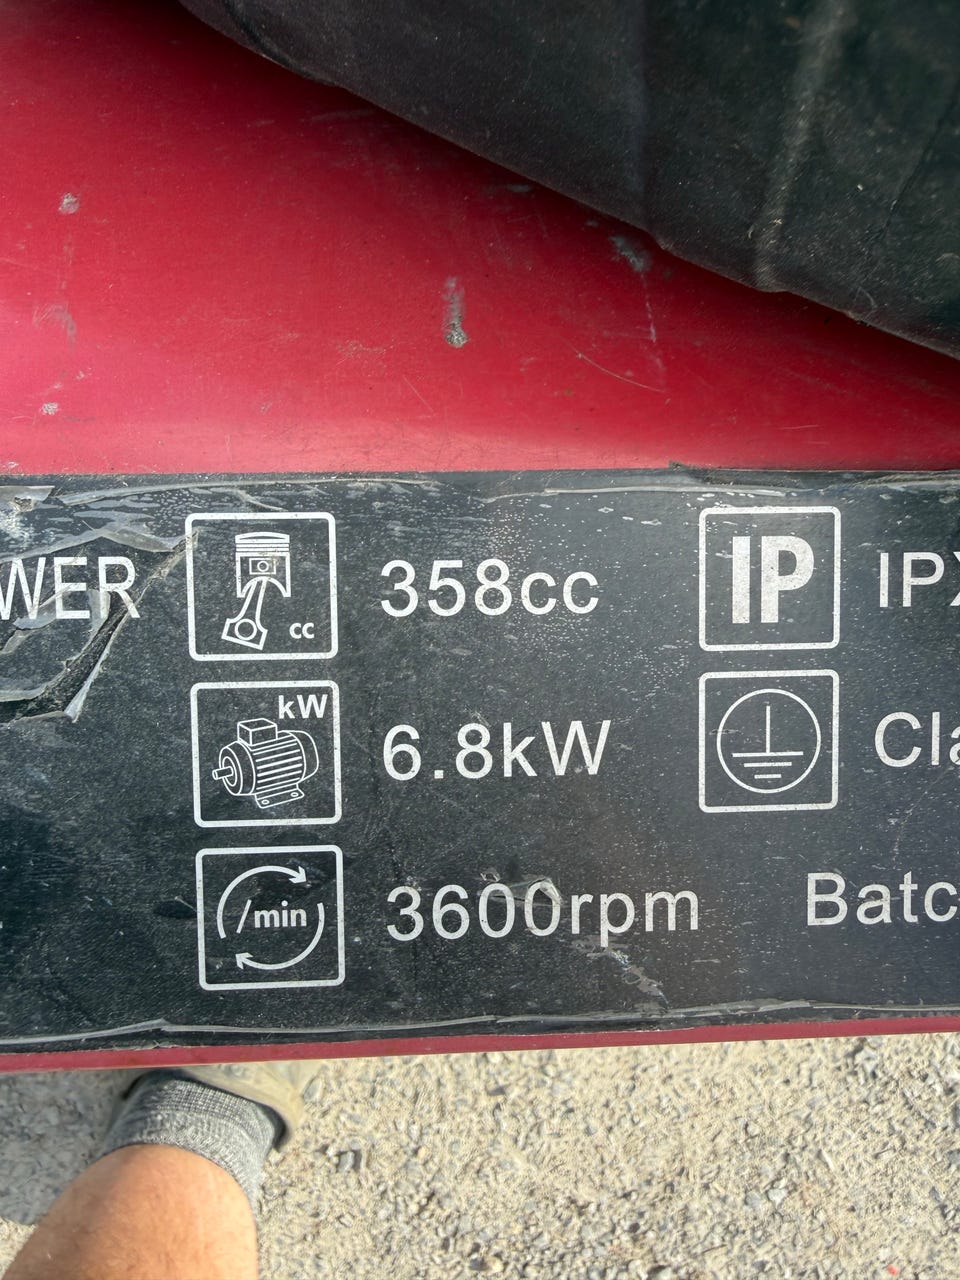 WER
cc
358cc
IP
IPX
kW
6.8kW
Cla
/min
3600rpm
Batc